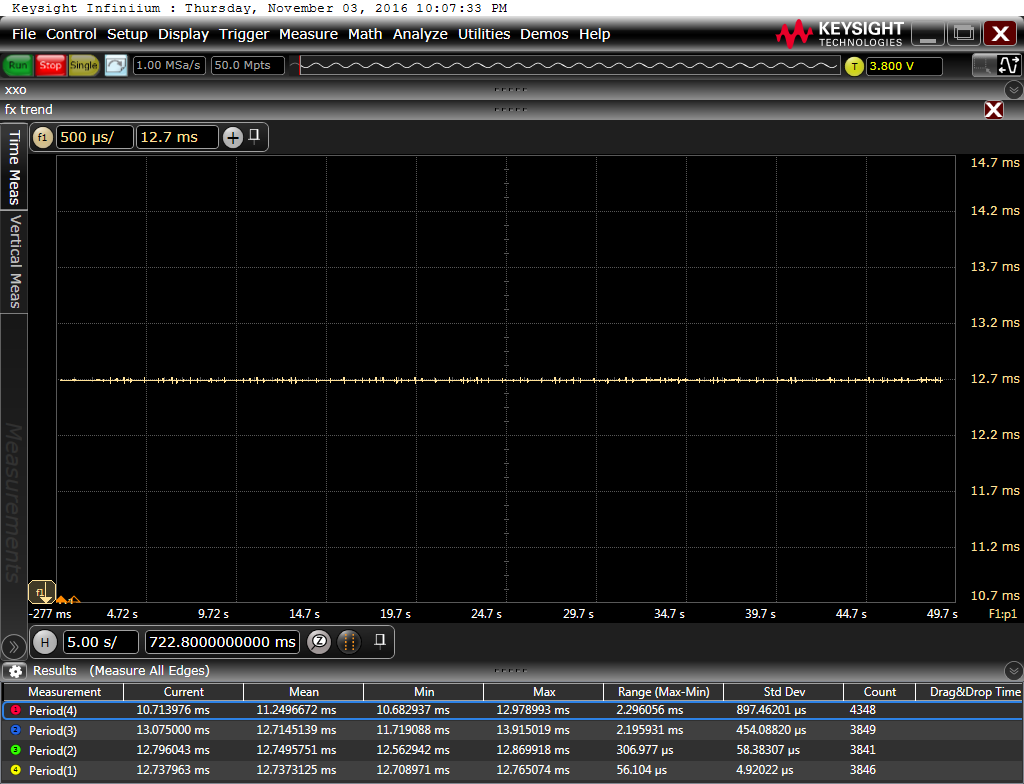 Keysight Infiniium : Thursday, November 03, 2016 10:07:33 PM
File Control Setup Display Trigger Measure Math Analyze Utilities Demos Help
KEYSIGHT
TECHNOLOGIES
Run Stop Single 1.00 MSa/s 50.0 Mpts T 3.800 V
xxo
fx trend
Time Meas
Vertical Meas
Measurements
f1 500 µs/ 12.7 ms
14.7 ms
14.2 ms
13.7 ms
13.2 ms
12.7 ms
12.2 ms
11.7 ms
11.2 ms
10.7 ms
f1
-277 ms 4.72 s 9.72 s 14.7 s 19.7 s 24.7 s 29.7 s 34.7 s 39.7 s 44.7 s 49.7 s F1:p1
H 5.00 s/ 722.8000000000 ms Z
Results (Measure All Edges)
Measurement Current Mean Min Max Range (Max-Min) Std Dev Count Drag&Drop Time
1 Period(4) 10.713976 ms 11.2496672 ms 10.682937 ms 12.978993 ms 2.296056 ms 897.46201 µs 4348
2 Period(3) 13.075000 ms 12.7145139 ms 11.719088 ms 13.915019 ms 2.195931 ms 454.08820 µs 3849
3 Period(2) 12.796043 ms 12.7495751 ms 12.562942 ms 12.869918 ms 306.977 µs 58.38307 µs 3841
4 Period(1) 12.737963 ms 12.7373125 ms 12.708971 ms 12.765074 ms 56.104 µs 4.92022 µs 3846